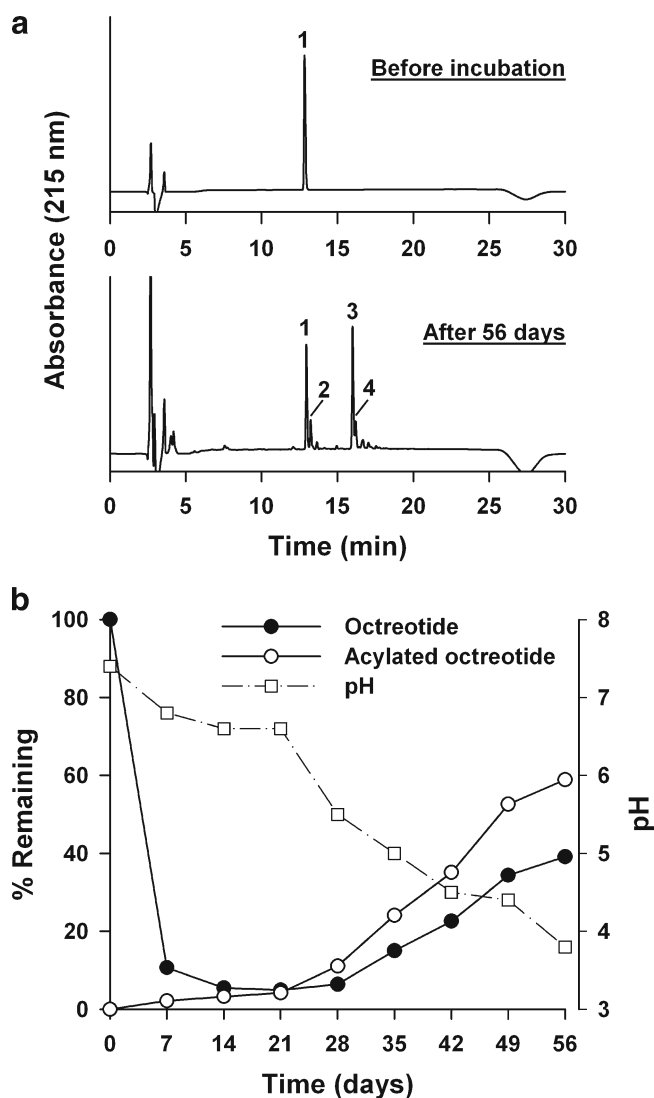 a
Absorbance (215 nm)
1
Before incubation
0 5 10 15 20 25 30
1
2
3
4
After 56 days
0 5 10 15 20 25 30
Time (min)
b
% Remaining
100
80
60
40
20
0
Octreotide
Acylated octreotide
pH
8
7
6
5
4
3
pH
0 7 14 21 28 35 42 49 56
Time (days)